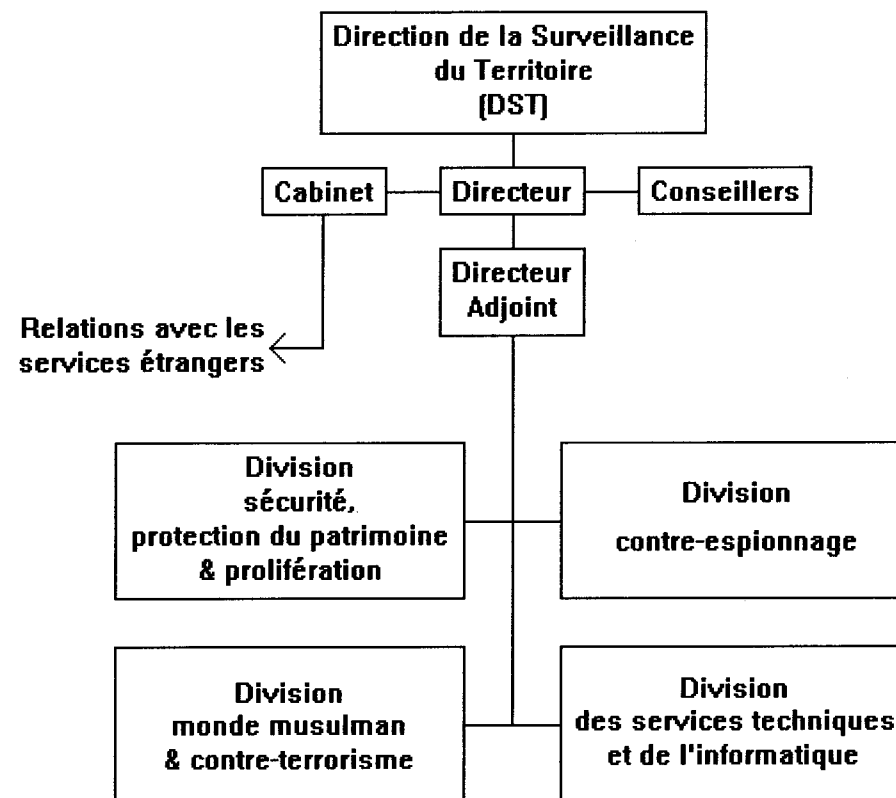 Direction de la Surveillance
du Territoire
(DST)
Cabinet
Directeur
Conseillers
Directeur
Adjoint
Relations avec les
services étrangers
Division
sécurité,
protection du patrimoine
& prolifération
Division
contre-espionnage
Division
monde musulman
& contre-terrorisme
Division
des services techniques
et de l'informatique